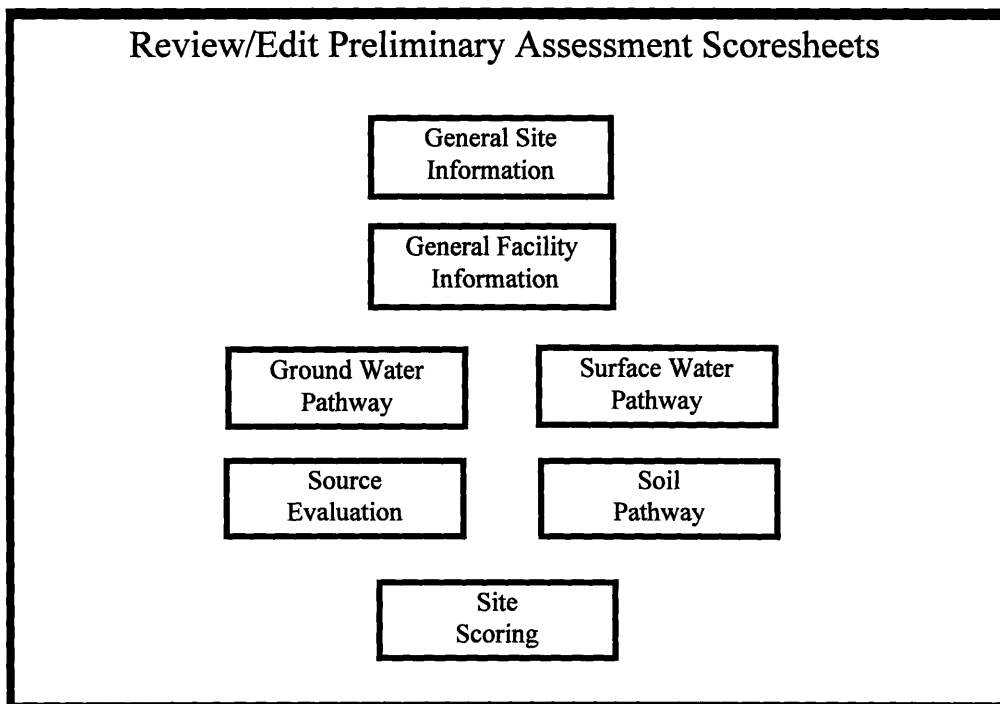 Review/Edit Preliminary Assessment Scoresheets
General Site
Information
General Facility
Information
Ground Water
Pathway
Surface Water
Pathway
Source
Evaluation
Soil
Pathway
Site
Scoring